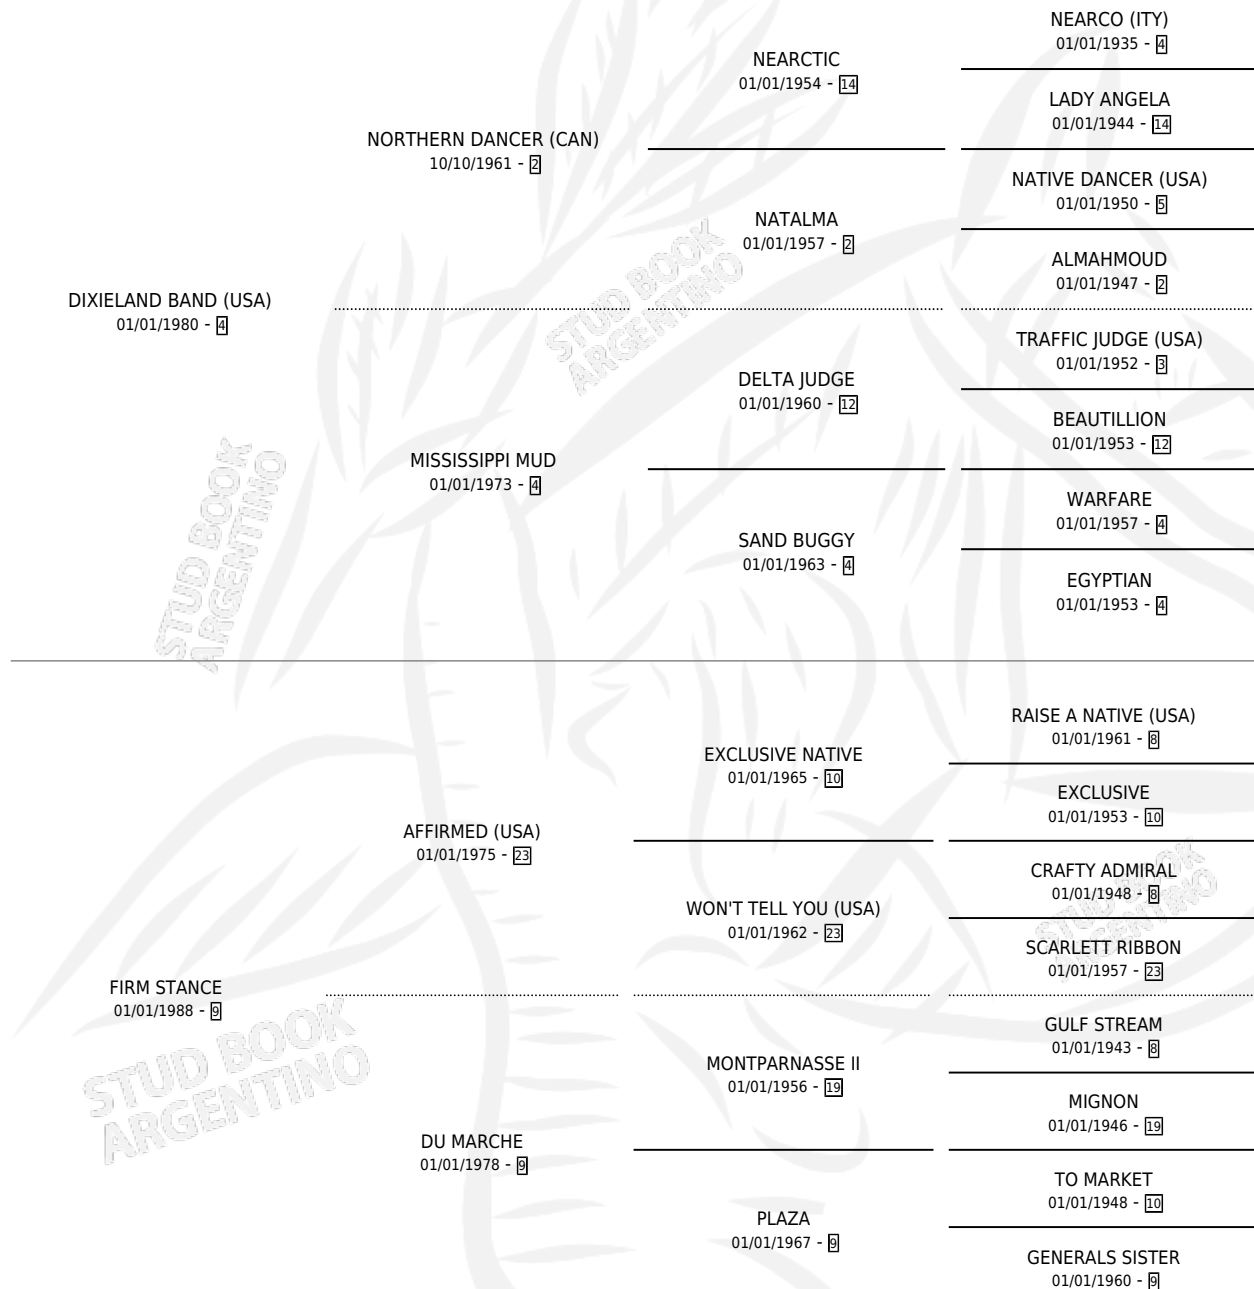 NEARCO (ITY)
01/01/1935 - 4
NEARCTIC
01/01/1954 - 14
LADY ANGELA
01/01/1944 - 14
NORTHERN DANCER (CAN)
10/10/1961 - 2
NATIVE DANCER (USA)
01/01/1950 - 5
NATALMA
01/01/1957 - 2
ALMAHMOUD
01/01/1947 - 2
DIXIELAND BAND (USA)
01/01/1980 - 4
TRAFFIC JUDGE (USA)
01/01/1952 - 3
DELTA JUDGE
01/01/1960 - 12
BEAUTILLION
01/01/1953 - 12
MISSISSIPPI MUD
01/01/1973 - 4
WARFARE
01/01/1957 - 4
SAND BUGGY
01/01/1963 - 4
EGYPTIAN
01/01/1953 - 4
RAISE A NATIVE (USA)
01/01/1961 - 8
EXCLUSIVE NATIVE
01/01/1965 - 10
EXCLUSIVE
01/01/1953 - 10
AFFIRMED (USA)
01/01/1975 - 23
CRAFTY ADMIRAL
01/01/1948 - 8
WON'T TELL YOU (USA)
01/01/1962 - 23
SCARLETT RIBBON
01/01/1957 - 23
FIRM STANCE
01/01/1988 - 9
GULF STREAM
01/01/1943 - 8
MONTPARNASSE II
01/01/1956 - 19
MIGNON
01/01/1946 - 19
DU MARCHE
01/01/1978 - 9
TO MARKET
01/01/1948 - 10
PLAZA
01/01/1967 - 9
GENERALS SISTER
01/01/1960 - 9
STUD BOOK
ARGENTINO
STUD BOOK
ARGENTINO
STUD BOOK
ARGENTINO
STUD BOOK
ARGENTINO